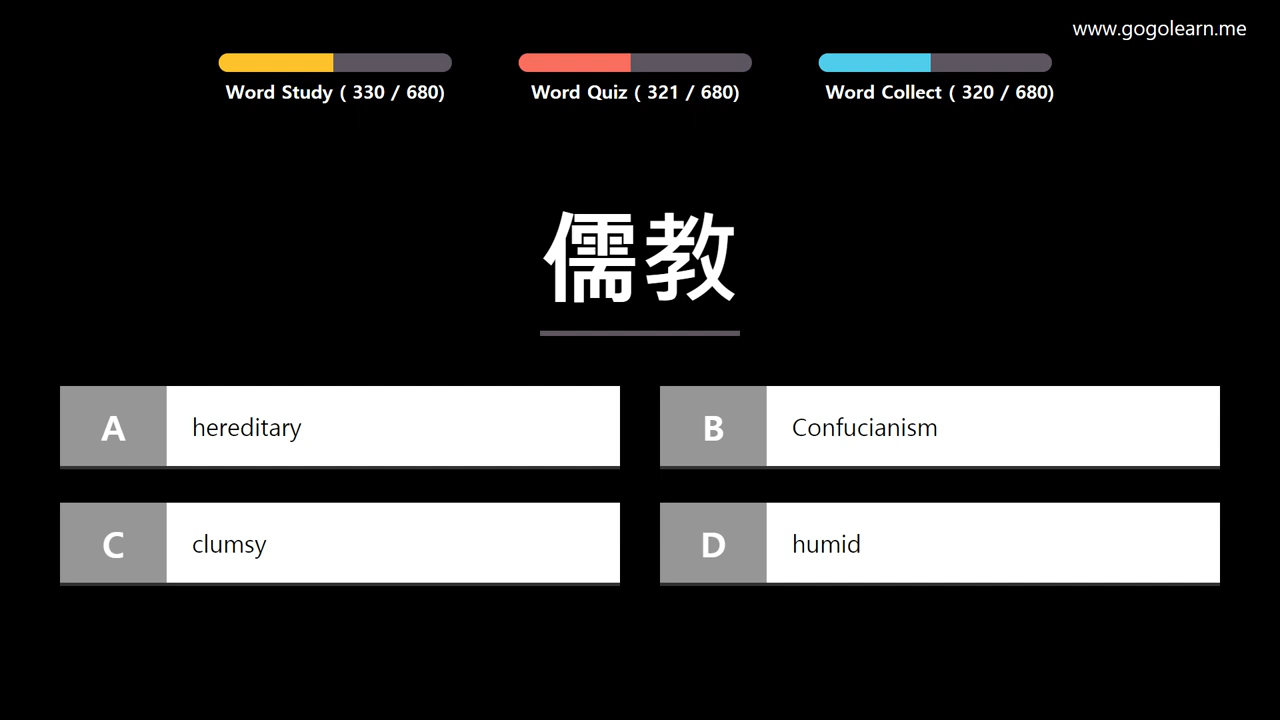 www.gogolearn.me
Word Study ( 330 / 680)
Word Quiz ( 321 / 680)
Word Collect ( 320 / 680)
儒教
A hereditary
B Confucianism
C clumsy
D humid